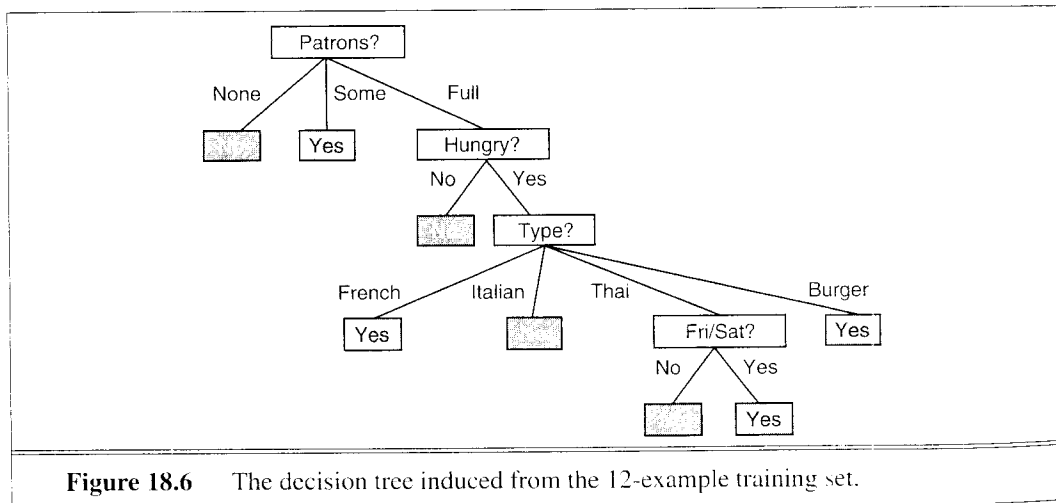 Patrons?
None Some Full
Yes Hungry?
No Yes
Type?
French Italian Thai Burger
Yes Fri/Sat? Yes
No Yes
Yes
Figure 18.6 The decision tree induced from the 12-example training set.